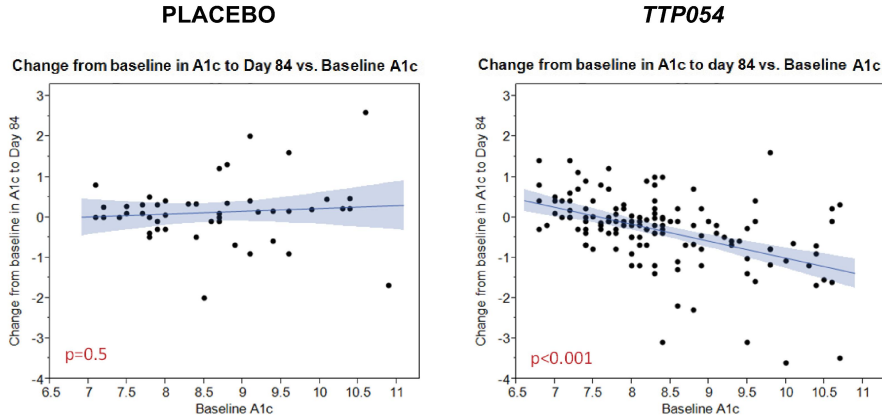 PLACEBO
TTP054
Change from baseline in A1c to Day 84 vs. Baseline A1c
Change from baseline in A1c to day 84 vs. Baseline A1c
Change from baseline in A1c to Day 84
3
2
1
0
-1
-2
-3
-4
p=0.5
6.5 7 7.5 8 8.5 9 9.5 10 10.5 11
Baseline A1c
Change from baseline in A1c to Day 84
3
2
1
0
-1
-2
-3
-4
p<0.001
6.5 7 7.5 8 8.5 9 9.5 10 10.5 11
Baseline A1c